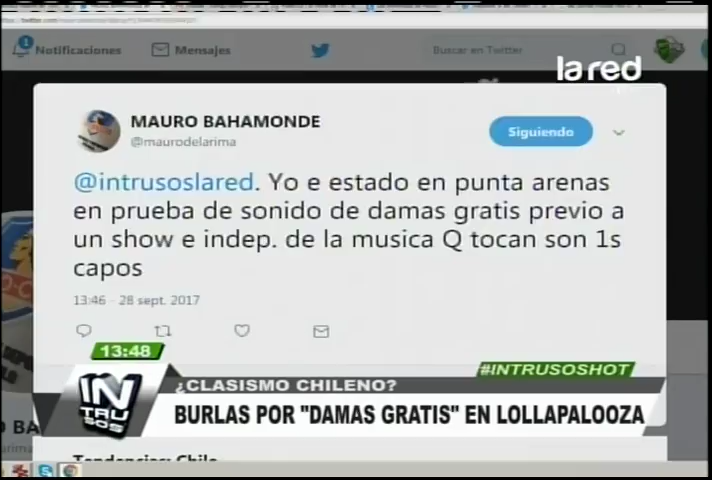 Notificaciones
Mensajes
Buscar en Twitter
la red
MAURO BAHAMONDE
@maurodelarima
Siguiendo
@intrusoslared. Yo e estado en punta arenas
en prueba de sonido de damas gratis previo a
un show e indep. de la musica Q tocan son 1s
capos
13:46 - 28 sept. 2017
13:48
#INTRUSOSHOT
INTRUSOS
¿CLASISMO CHILENO?
BURLAS POR "DAMAS GRATIS" EN LOLLAPALOOZA
Tendencias: Chile